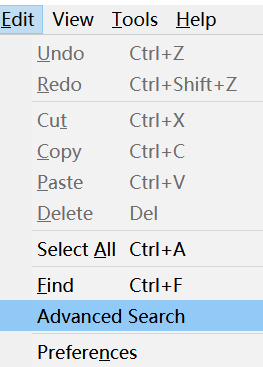 Edit View Tools Help
Undo Ctrl+Z
Redo Ctrl+Shift+Z
Cut Ctrl+X
Copy Ctrl+C
Paste Ctrl+V
Delete Del
Select All Ctrl+A
Find Ctrl+F
Advanced Search
Preferences